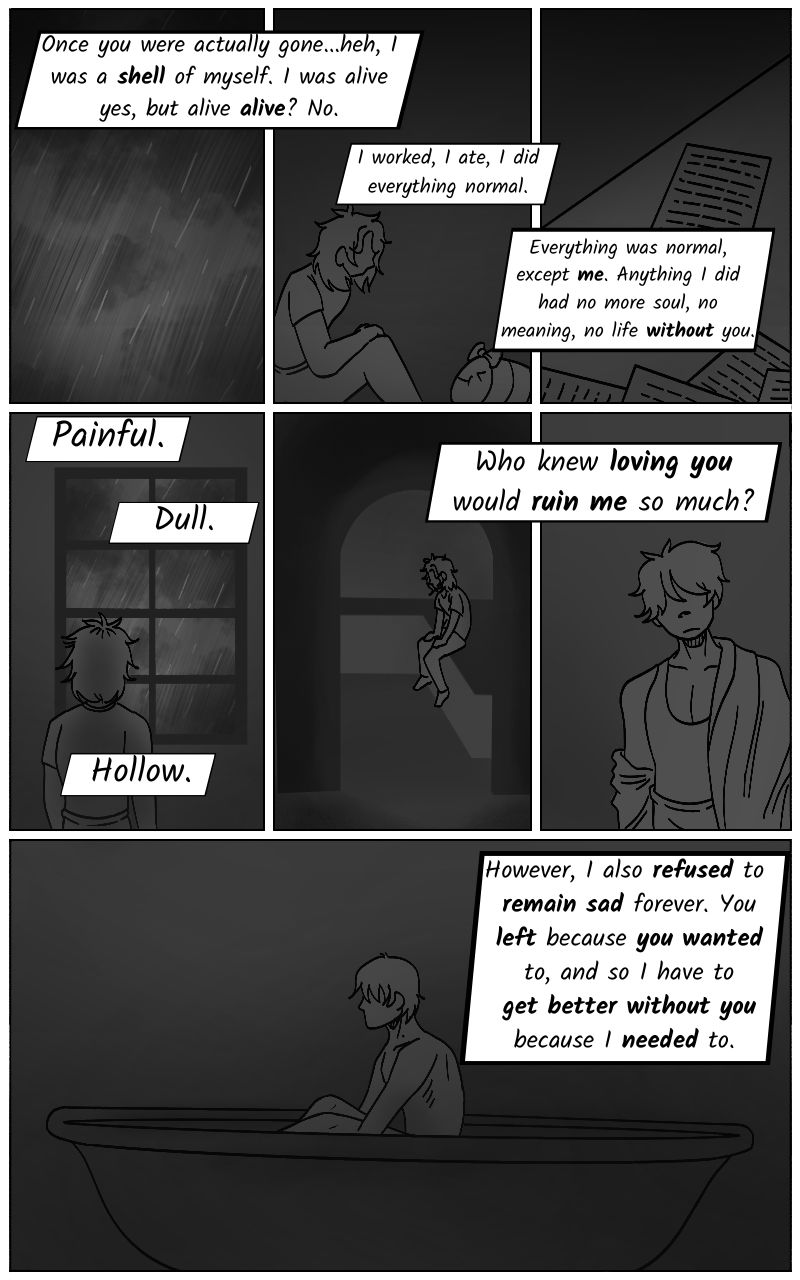 Once you were actually gone...heh, I
was a shell of myself. I was alive
yes, but alive alive? No.
I worked, I ate, I did
everything normal.
Everything was normal,
except me. Anything I did
had no more soul, no
meaning, no life without you.
Painful.
Dull.
Hollow.
Who knew loving you
would ruin me so much?
However, I also refused to
remain sad forever. You
left because you wanted
to, and so I have to
get better without you
because I needed to.